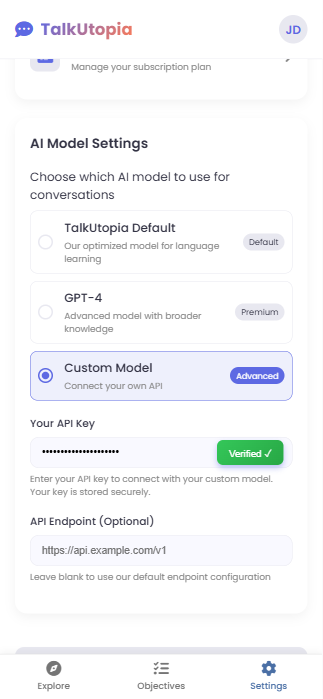 TalkUtopia
JD
Manage your subscription plan
AI Model Settings
Choose which AI model to use for
conversations
TalkUtopia Default
Our optimized model for language
learning
Default
GPT-4
Advanced model with broader
knowledge
Premium
Custom Model
Connect your own API
Advanced
Your API Key
••••••••••••••••••••
Verified ✓
Enter your API key to connect with your custom model.
Your key is stored securely.
API Endpoint (Optional)
https://api.example.com/v1
Leave blank to use our default endpoint configuration
Explore
Objectives
Settings